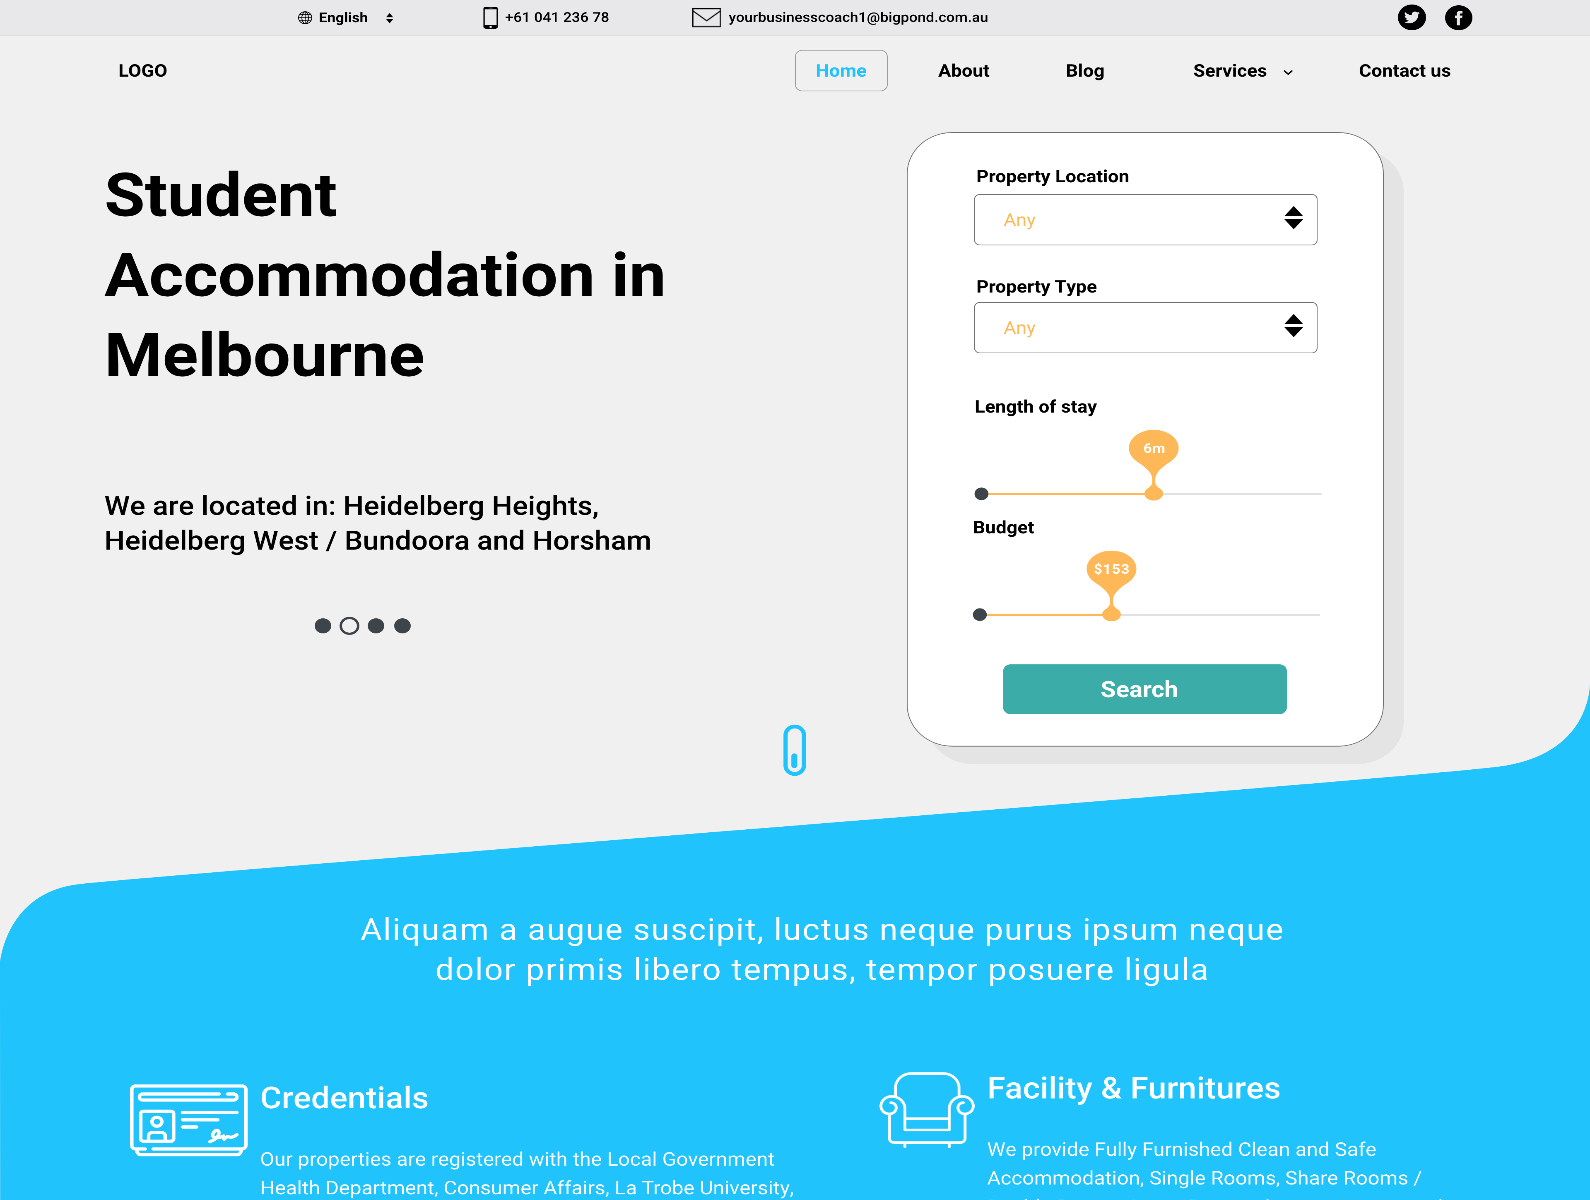 English
+61 041 236 78
yourbusinesscoach1@bigpond.com.au
LOGO
Home
About
Blog
Services
Contact us
Student
Accommodation in
Melbourne
We are located in: Heidelberg Heights,
Heidelberg West / Bundoora and Horsham
Property Location
Any
Property Type
Any
Length of stay
6m
Budget
$153
Search
Aliquam a augue suscipit, luctus neque purus ipsum neque
dolor primis libero tempus, tempor posuere ligula
Credentials
Our properties are registered with the Local Government
Health Department, Consumer Affairs, La Trobe University,
Facility & Furnitures
We provide Fully Furnished Clean and Safe
Accommodation, Single Rooms, Share Rooms /